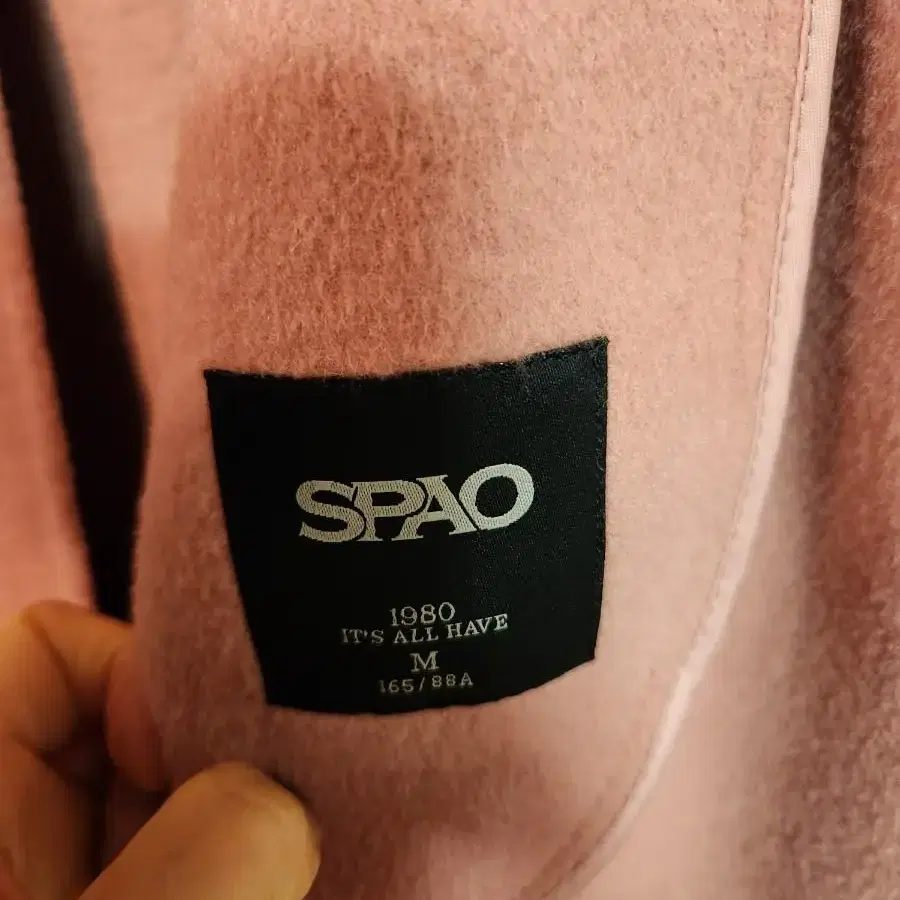 SPAO
1980
IT'S ALL HAVE
M
165/88A